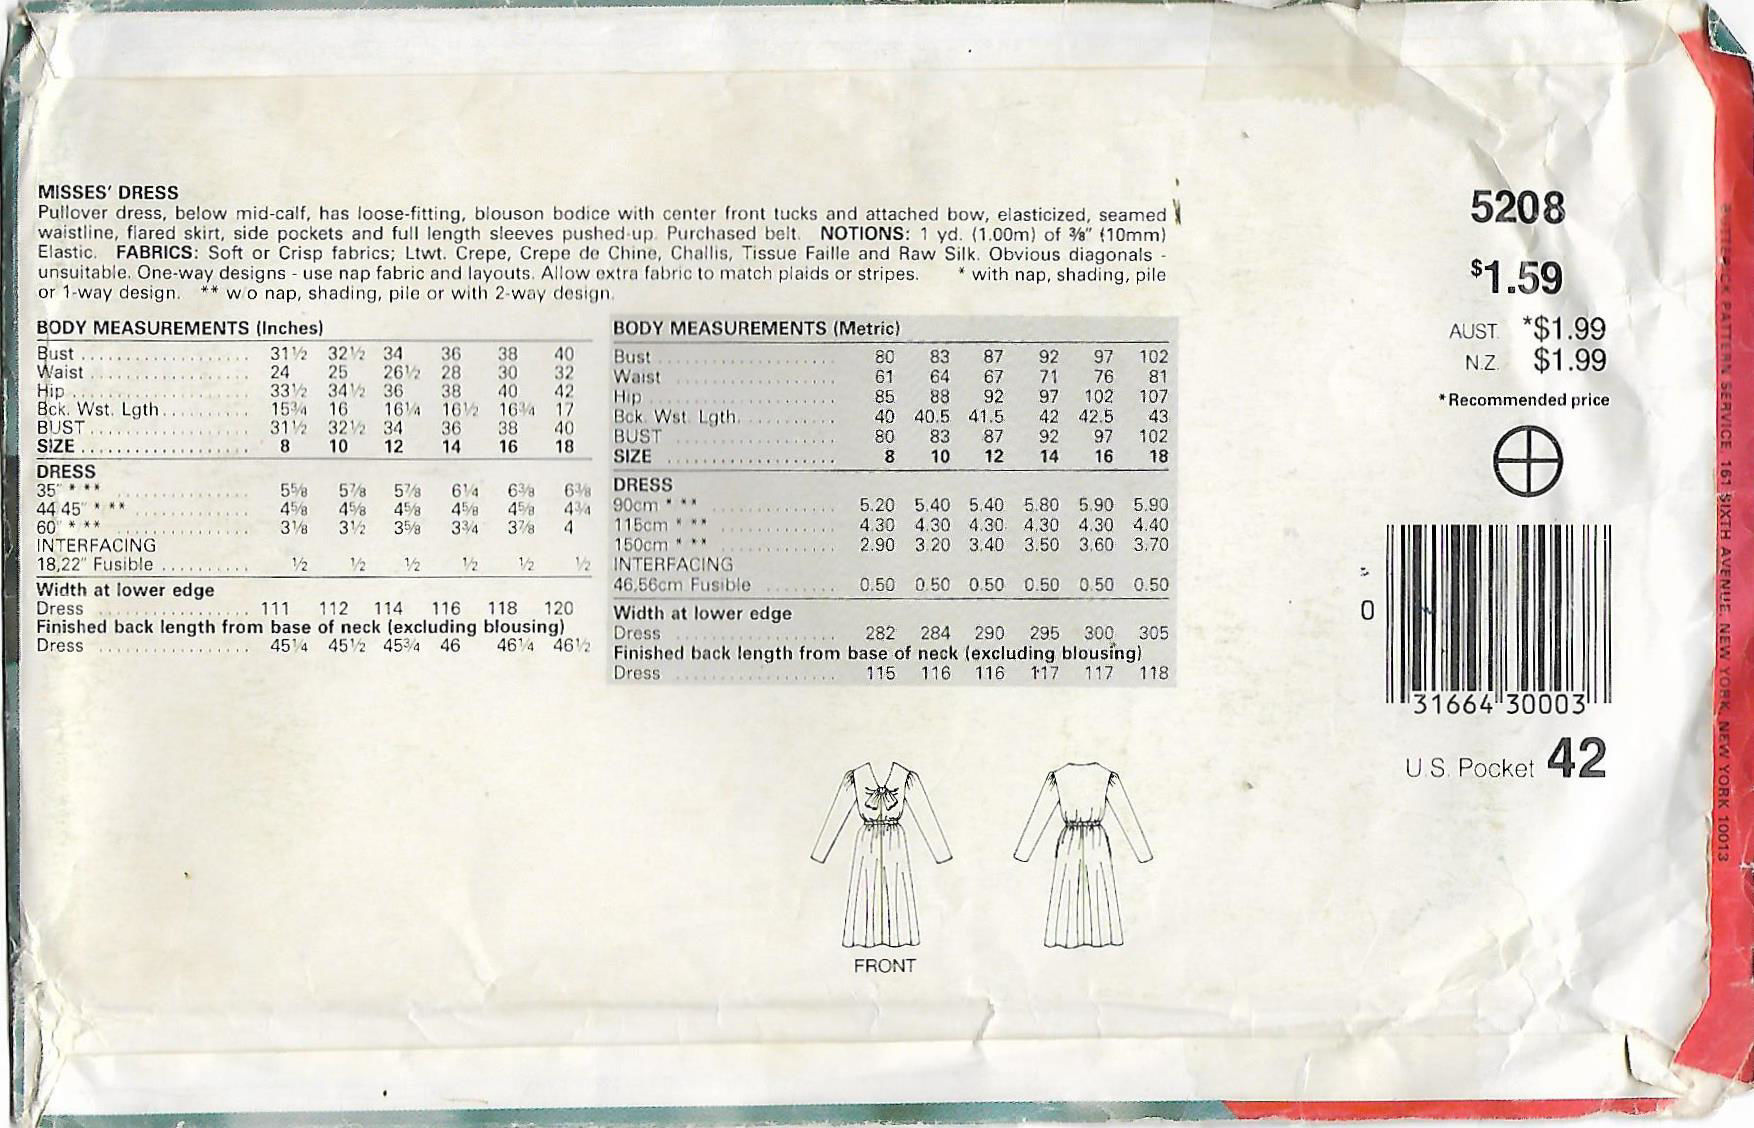 MISSES' DRESS
Pullover dress, below mid-calf, has loose-fitting, blouson bodice with center front tucks and attached bow, elasticized, seamed
waistline, flared skirt, side pockets and full length sleeves pushed-up. Purchased belt. NOTIONS: 1 yd. (1.00m) of 3/8" (10mm)
Elastic. FABRICS: Soft or Crisp fabrics; Ltwt. Crepe, Crepe de Chine, Challis, Tissue Faille and Raw Silk. Obvious diagonals -
unsuitable. One-way designs - use nap fabric and layouts. Allow extra fabric to match plaids or stripes. * with nap, shading, pile
or 1-way design. ** w/o nap, shading, pile or with 2-way design.
BODY MEASUREMENTS (Inches)
Bust 31½ 32½ 34 36 38 40
Waist 24 25 26½ 28 30 32
Hip 33½ 34½ 36 38 40 42
Bck. Wst. Lgth. 15¾ 16 16¼ 16½ 16¾ 17
BUST 31½ 32½ 34 36 38 40
SIZE 8 10 12 14 16 18
DRESS
35" * ** 5⅝ 5⅞ 5⅞ 6¼ 6⅜ 6⅜
44/45" * ** 4⅝ 4⅝ 4⅝ 4⅝ 4⅝ 4¾
60" * ** 3⅛ 3½ 3⅝ 3¾ 3⅞ 4
INTERFACING
18,22" Fusible ½ ½ ½ ½ ½ ½
Width at lower edge
Dress 111 112 114 116 118 120
Finished back length from base of neck (excluding blousing)
Dress 45¼ 45½ 45¾ 46 46¼ 46½
BODY MEASUREMENTS (Metric)
Bust 80 83 87 92 97 102
Waist 61 64 67 71 76 81
Hip 85 88 92 97 102 107
Bck. Wst. Lgth. 40 40.5 41.5 42 42.5 43
BUST 80 83 87 92 97 102
SIZE 8 10 12 14 16 18
DRESS
90cm * ** 5.20 5.40 5.40 5.80 5.90 5.90
115cm * ** 4.30 4.30 4.30 4.30 4.30 4.40
150cm * ** 2.90 3.20 3.40 3.50 3.60 3.70
INTERFACING
46,56cm Fusible 0.50 0.50 0.50 0.50 0.50 0.50
Width at lower edge
Dress 282 284 290 295 300 305
Finished back length from base of neck (excluding blousing)
Dress 115 116 116 117 117 118
FRONT
5208
$1.59
AUST. *$1.99
N.Z. $1.99
*Recommended price
0
31664 30003
U.S. Pocket 42
BUTTERICK PATTERN SERVICE, 161 SIXTH AVENUE, NEW YORK, NEW YORK 10013